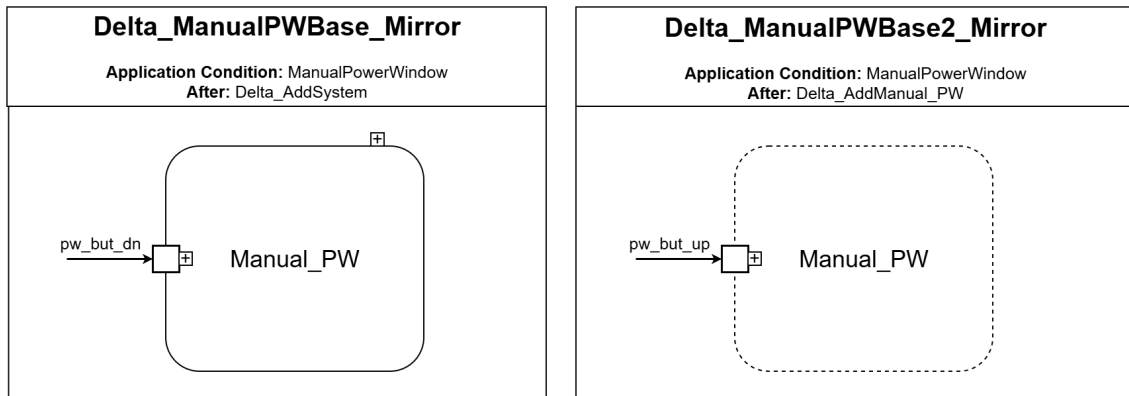 Delta_ManualPWBase_Mirror
Application Condition: ManualPowerWindow
After: Delta_AddSystem
+
pw_but_dn
+
Manual_PW
Delta_ManualPWBase2_Mirror
Application Condition: ManualPowerWindow
After: Delta_AddManual_PW
pw_but_up
+
Manual_PW